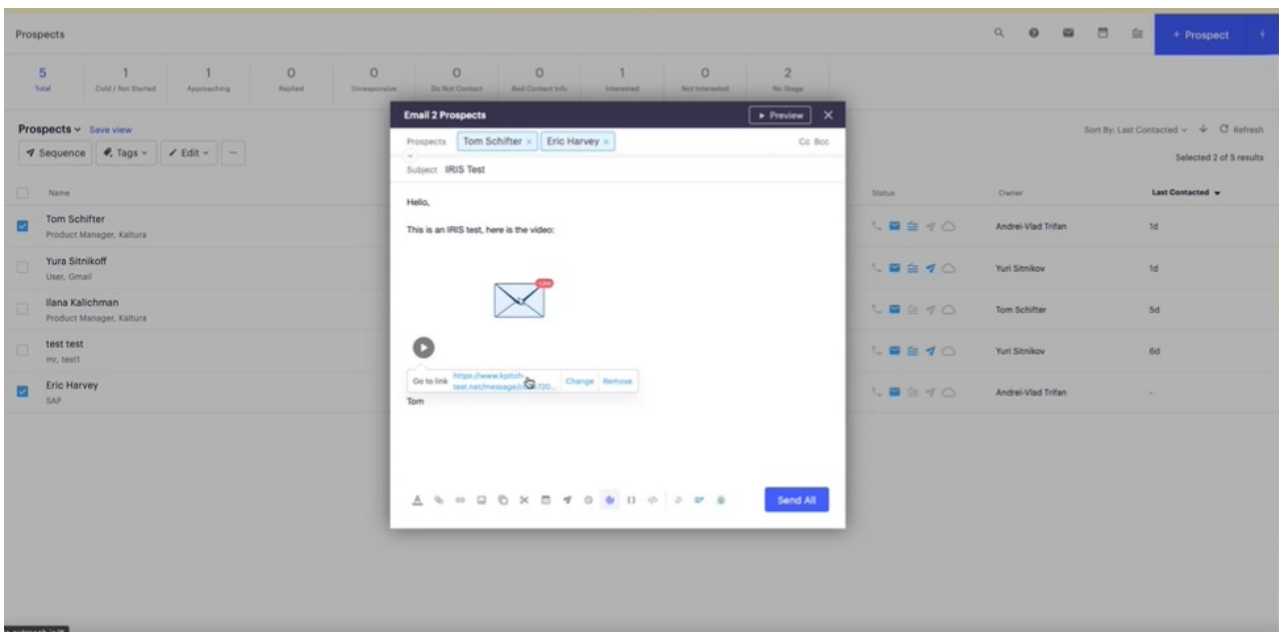 Prospects
+ Prospect
5 1 1 0 0 0 0 1 0 2
Total Cold / Not Started Approaching Replied Unresponsive Do Not Contact Bad Contact Info Interested Not Interested No Stage
Email 2 Prospects Preview
Prospects Save view
Prospects Tom Schifter × Eric Harvey × Cc Bcc
Sort By: Last Contacted Refresh
Sequence Tags Edit
Subject IRIS Test
Selected 2 of 5 results
Name Status Owner Last Contacted
Hello,
Tom Schifter
Product Manager, Kaltura
Andrei-Vlad Trifan 1d
This is an IRIS test, here is the video:
Yura Sitnikoff
User, Gmail
Yuri Sitnikov 1d
Ilana Kalichman
Product Manager, Kaltura
Tom Schifter 5d
test test
mr, test1
Yuri Sitnikov 6d
Eric Harvey
SAP
Andrei-Vlad Trifan -
Go to link https://www.kpitch-
test.net/message/ Change Remove
Tom
Send All